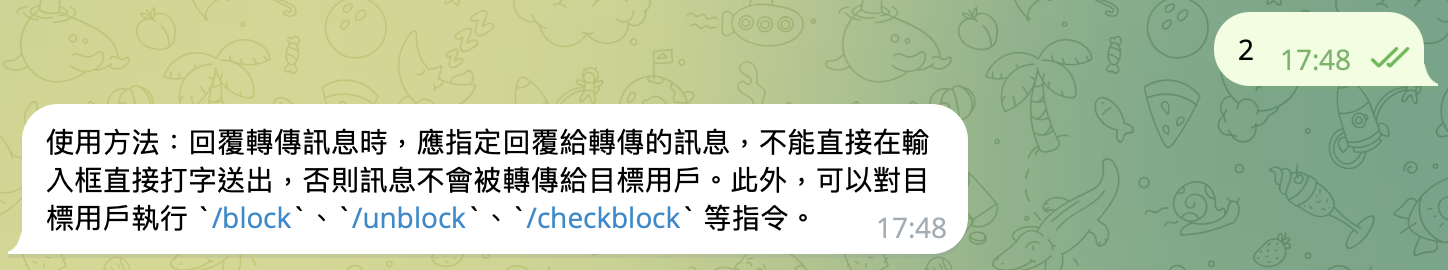 2 17:48
使用方法：回覆轉傳訊息時，應指定回覆給轉傳的訊息，不能直接在輸
入框直接打字送出，否則訊息不會被轉傳給目標用戶。此外，可以對目
標用戶執行 `/block`、`/unblock`、`/checkblock` 等指令。 17:48